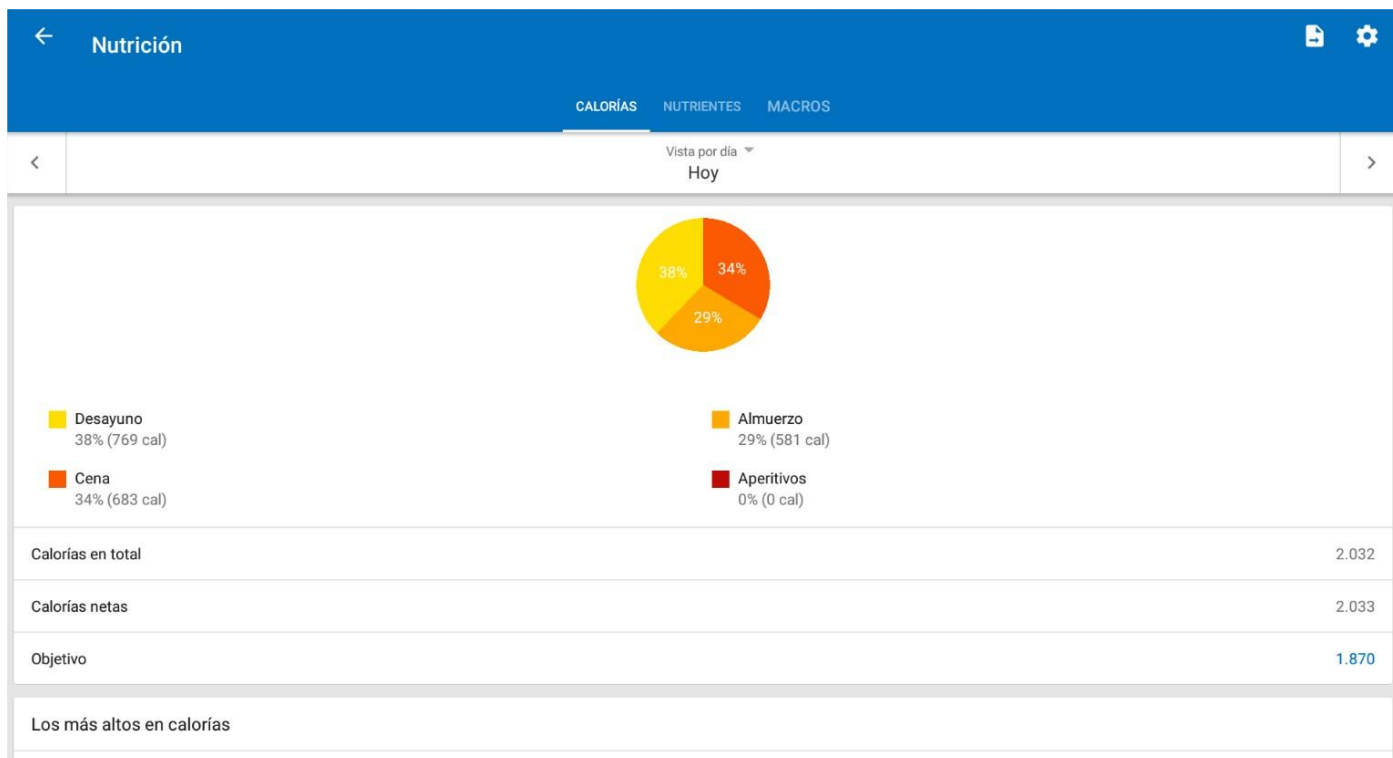 Nutrición
CALORÍAS NUTRIENTES MACROS
Vista por día
Hoy
38%
34%
29%
Desayuno
38% (769 cal)
Almuerzo
29% (581 cal)
Cena
34% (683 cal)
Aperitivos
0% (0 cal)
Calorías en total 2.032
Calorías netas 2.033
Objetivo 1.870
Los más altos en calorías